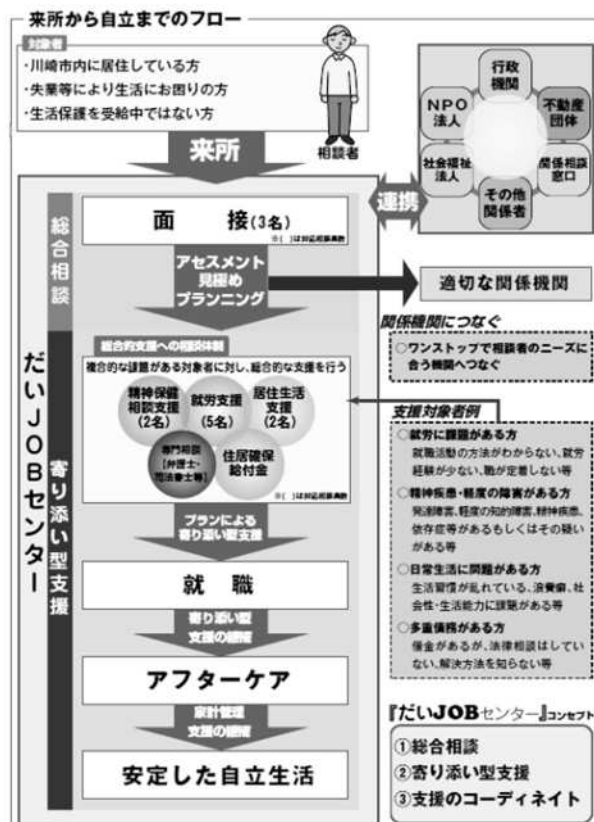 来所から自立までのフロー
対象者
・川崎市内に居住している方
・失業等により生活にお困りの方
・生活保護を受給中ではない方
相談者
来所
行政
機関
NPO
法人
不動産
団体
社会福祉
法人
関係相談
窓口
その他
関係者
連携
だいJOBセンター
総合相談
面　接(3名)
※( )は対応相談員数
アセスメント
見極め
プランニング
適切な関係機関
関係機関につなぐ
○ワンストップで相談者のニーズに
合う機関へつなぐ
寄り添い型支援
総合的支援への相談体制
複合的な課題がある対象者に対し、総合的な支援を行う
精神保健
相談支援
(2名)
就労支援
(5名)
居住生活
支援
(2名)
専門相談
【弁護士・
司法書士等】
住居確保
給付金
※( )は対応相談員数
支援対象者例
○就労に課題がある方
就職活動の方法がわからない、就労
経験が少ない、職が定着しない等
○精神疾患・軽度の障害がある方
発達障害、軽度の知的障害、精神疾患、
依存症等があるもしくはその疑い
がある等
○日常生活に問題がある方
生活習慣が乱れている、浪費癖、社
会性・生活能力に課題がある等
○多重債務がある方
借金があるが、法律相談はしてい
ない、解決方法を知らない等
プランによる
寄り添い型支援
就　職
寄り添い型
支援の継続
アフターケア
家計管理
支援の継続
安定した自立生活
『だいJOBセンター』コンセプト
①総合相談
②寄り添い型支援
③支援のコーディネイト